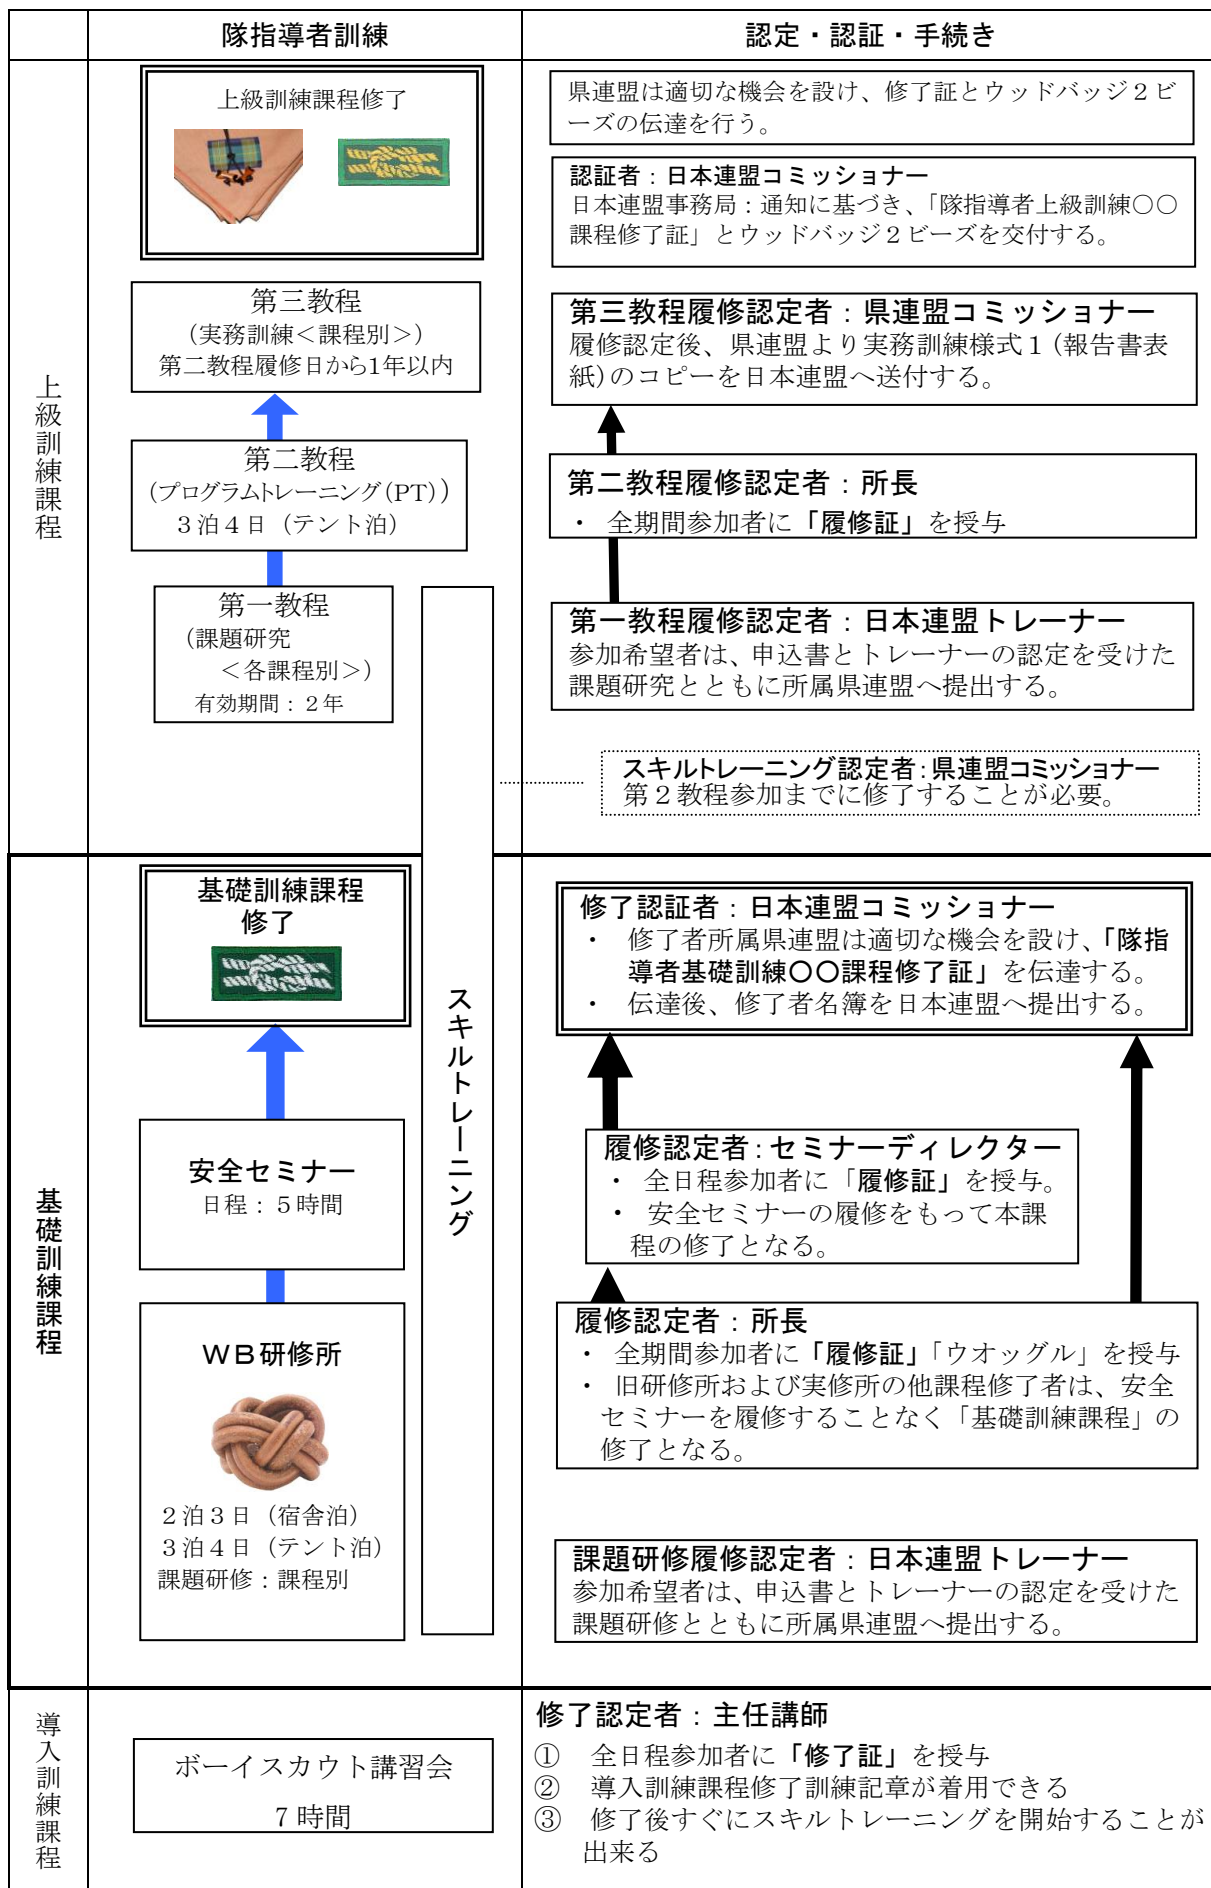 隊指導者訓練
認定・認証・手続き
上級訓練課程
上級訓練課程修了
県連盟は適切な機会を設け、修了証とウッドバッジ２ビ
ーズの伝達を行う。
認証者：日本連盟コミッショナー
日本連盟事務局：通知に基づき、「隊指導者上級訓練〇〇
課程修了証」とウッドバッジ２ビーズを交付する。
第三教程
（実務訓練＜課程別＞）
第二教程履修日から1年以内
第三教程履修認定者：県連盟コミッショナー
履修認定後、県連盟より実務訓練様式１（報告書表
紙）のコピーを日本連盟へ送付する。
第二教程
（プログラムトレーニング（PT））
３泊４日（テント泊）
第二教程履修認定者：所長
・ 全期間参加者に「履修証」を授与
第一教程
（課題研究
＜各課程別＞）
有効期間：２年
第一教程履修認定者：日本連盟トレーナー
参加希望者は、申込書とトレーナーの認定を受けた
課題研究とともに所属県連盟へ提出する。
スキルトレーニング認定者：県連盟コミッショナー
第２教程参加までに修了することが必要。
スキルトレーニング
基礎訓練課程
基礎訓練課程
修了
修了認証者：日本連盟コミッショナー
・ 修了者所属県連盟は適切な機会を設け、「隊指
導者基礎訓練〇〇課程修了証」を伝達する。
・ 伝達後、修了者名簿を日本連盟へ提出する。
安全セミナー
日程：５時間
履修認定者：セミナーディレクター
・ 全日程参加者に「履修証」を授与。
・ 安全セミナーの履修をもって本課
程の修了となる。
ＷＢ研修所
２泊３日（宿舎泊）
３泊４日（テント泊）
課題研修：課程別
履修認定者：所長
・ 全期間参加者に「履修証」「ウオッグル」を授与
・ 旧研修所および実修所の他課程修了者は、安全
セミナーを履修することなく「基礎訓練課程」の
修了となる。
課題研修履修認定者：日本連盟トレーナー
参加希望者は、申込書とトレーナーの認定を受けた
課題研修とともに所属県連盟へ提出する。
導入訓練課程
ボーイスカウト講習会
７時間
修了認定者：主任講師
① 全日程参加者に「修了証」を授与
② 導入訓練課程修了訓練記章が着用できる
③ 修了後すぐにスキルトレーニングを開始することが
出来る